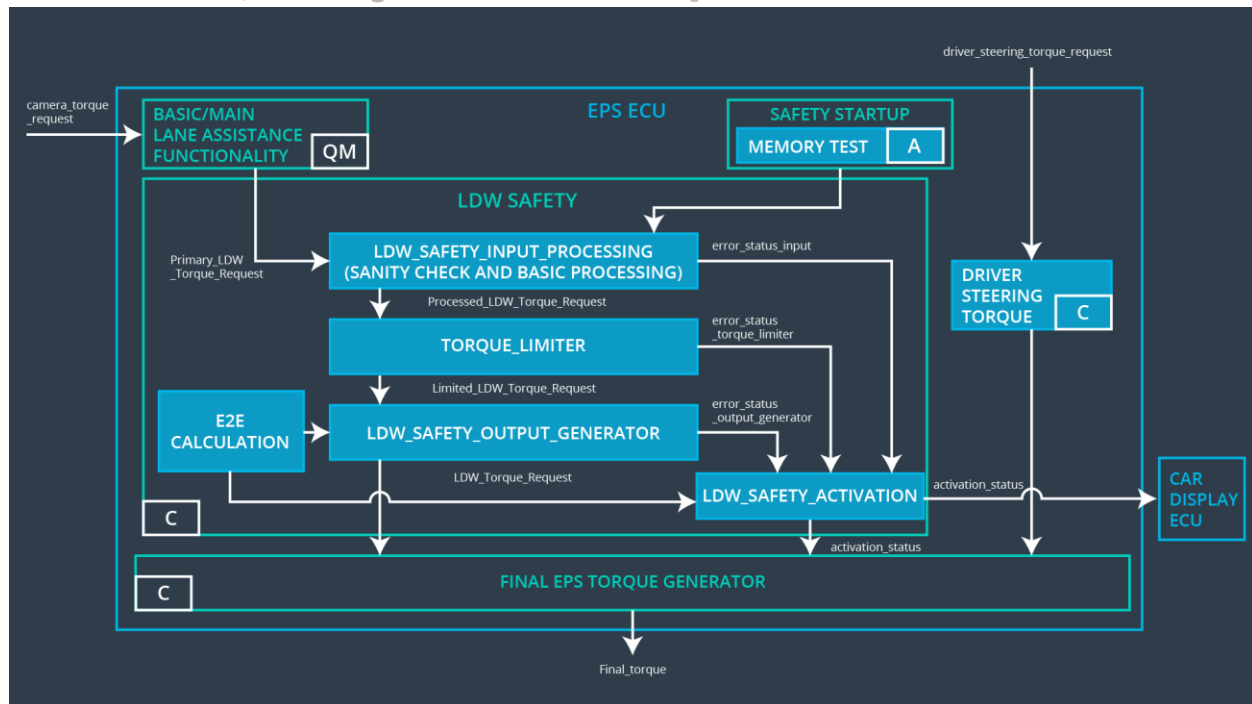 driver_steering_torque_request
camera_torque
_request
EPS ECU
BASIC/MAIN
LANE ASSISTANCE
FUNCTIONALITY
QM
SAFETY STARTUP
MEMORY TEST
A
LDW SAFETY
Primary_LDW
_Torque_Request
LDW_SAFETY_INPUT_PROCESSING
(SANITY CHECK AND BASIC PROCESSING)
error_status_input
DRIVER
STEERING
TORQUE
C
Processed_LDW_Torque_Request
TORQUE_LIMITER
error_status
_torque_limiter
Limited_LDW_Torque_Request
E2E
CALCULATION
LDW_SAFETY_OUTPUT_GENERATOR
error_status
_output_generator
LDW_Torque_Request
LDW_SAFETY_ACTIVATION
activation_status
CAR
DISPLAY
ECU
C
activation_status
FINAL EPS TORQUE GENERATOR
C
Final_torque